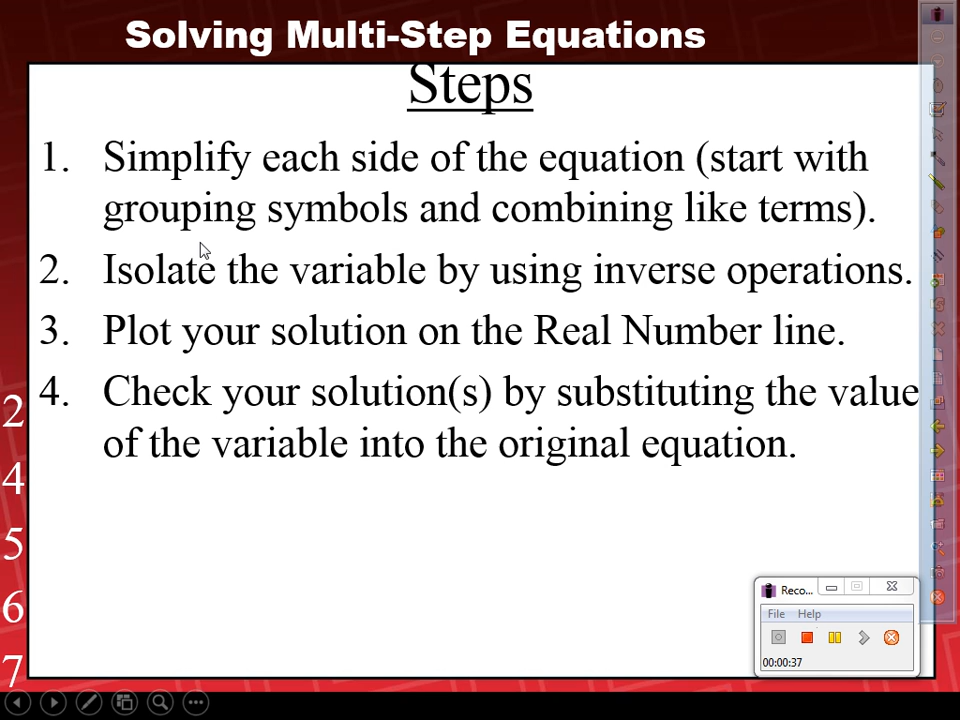 Solving Multi-Step Equations
Steps
1. Simplify each side of the equation (start with
grouping symbols and combining like terms).
2. Isolate the variable by using inverse operations.
3. Plot your solution on the Real Number line.
4. Check your solution(s) by substituting the value
of the variable into the original equation.
2
4
5
6
7
Reco...
File Help
00:00:37